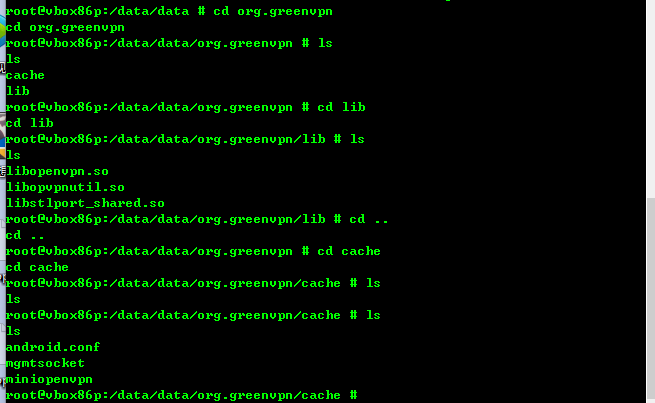 root@vbox86p:/data/data # cd org.greenvpn
cd org.greenvpn
root@vbox86p:/data/data/org.greenvpn # ls
ls
cache
lib
root@vbox86p:/data/data/org.greenvpn # cd lib
cd lib
root@vbox86p:/data/data/org.greenvpn/lib # ls
ls
libopenvpn.so
libopvpnutil.so
libstlport_shared.so
root@vbox86p:/data/data/org.greenvpn/lib # cd ..
cd ..
root@vbox86p:/data/data/org.greenvpn # cd cache
cd cache
root@vbox86p:/data/data/org.greenvpn/cache # ls
ls
root@vbox86p:/data/data/org.greenvpn/cache # ls
ls
android.conf
mgmtsocket
miniopenvpn
root@vbox86p:/data/data/org.greenvpn/cache #